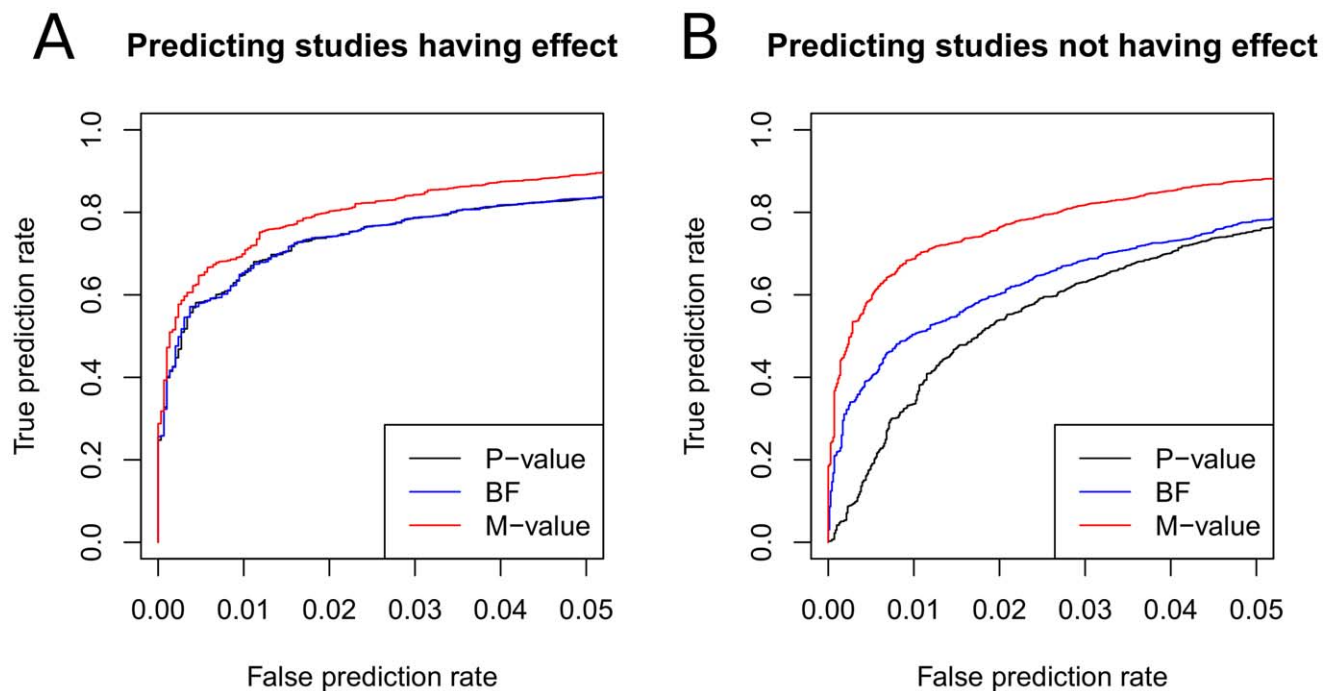 A Predicting studies having effect
True prediction rate
1.0
0.8
0.6
0.4
0.2
0.0
P−value
BF
M−value
0.00 0.01 0.02 0.03 0.04 0.05
False prediction rate
B Predicting studies not having effect
True prediction rate
1.0
0.8
0.6
0.4
0.2
0.0
P−value
BF
M−value
0.00 0.01 0.02 0.03 0.04 0.05
False prediction rate